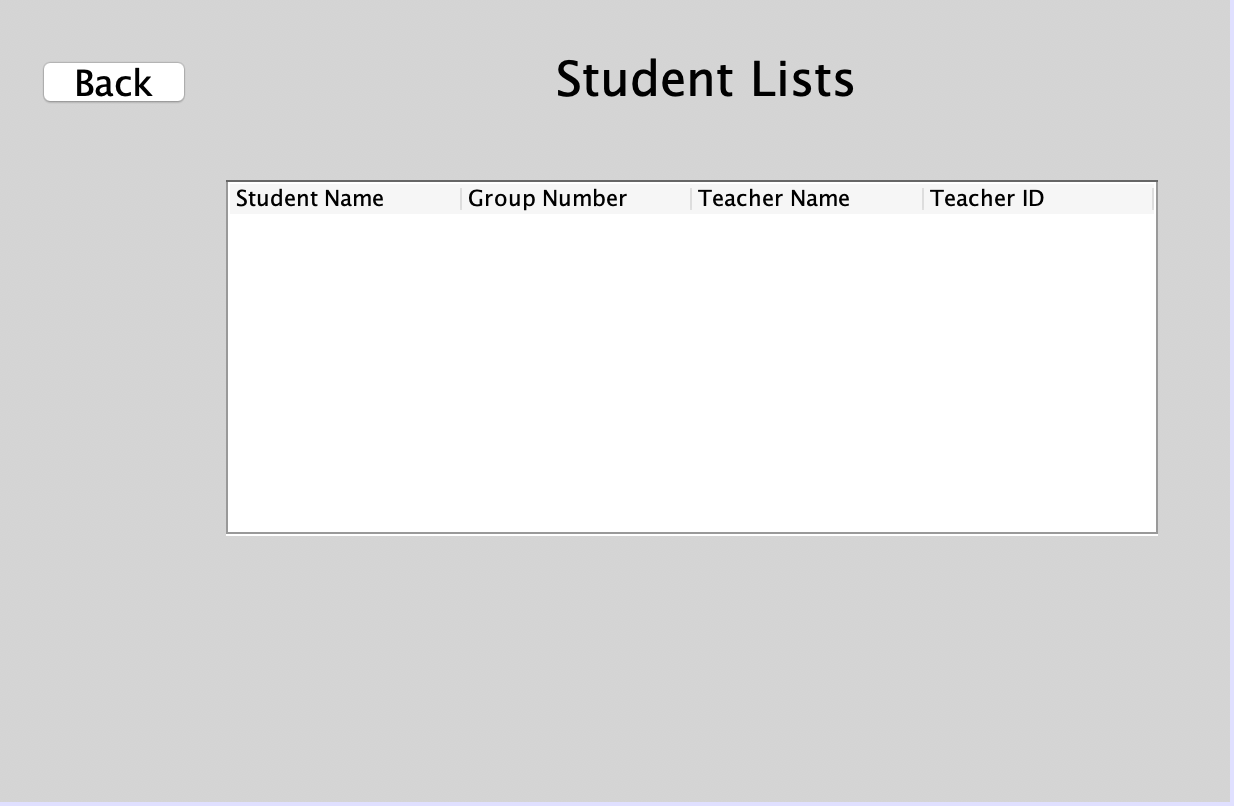 Back
Student Lists
Student Name Group Number Teacher Name Teacher ID